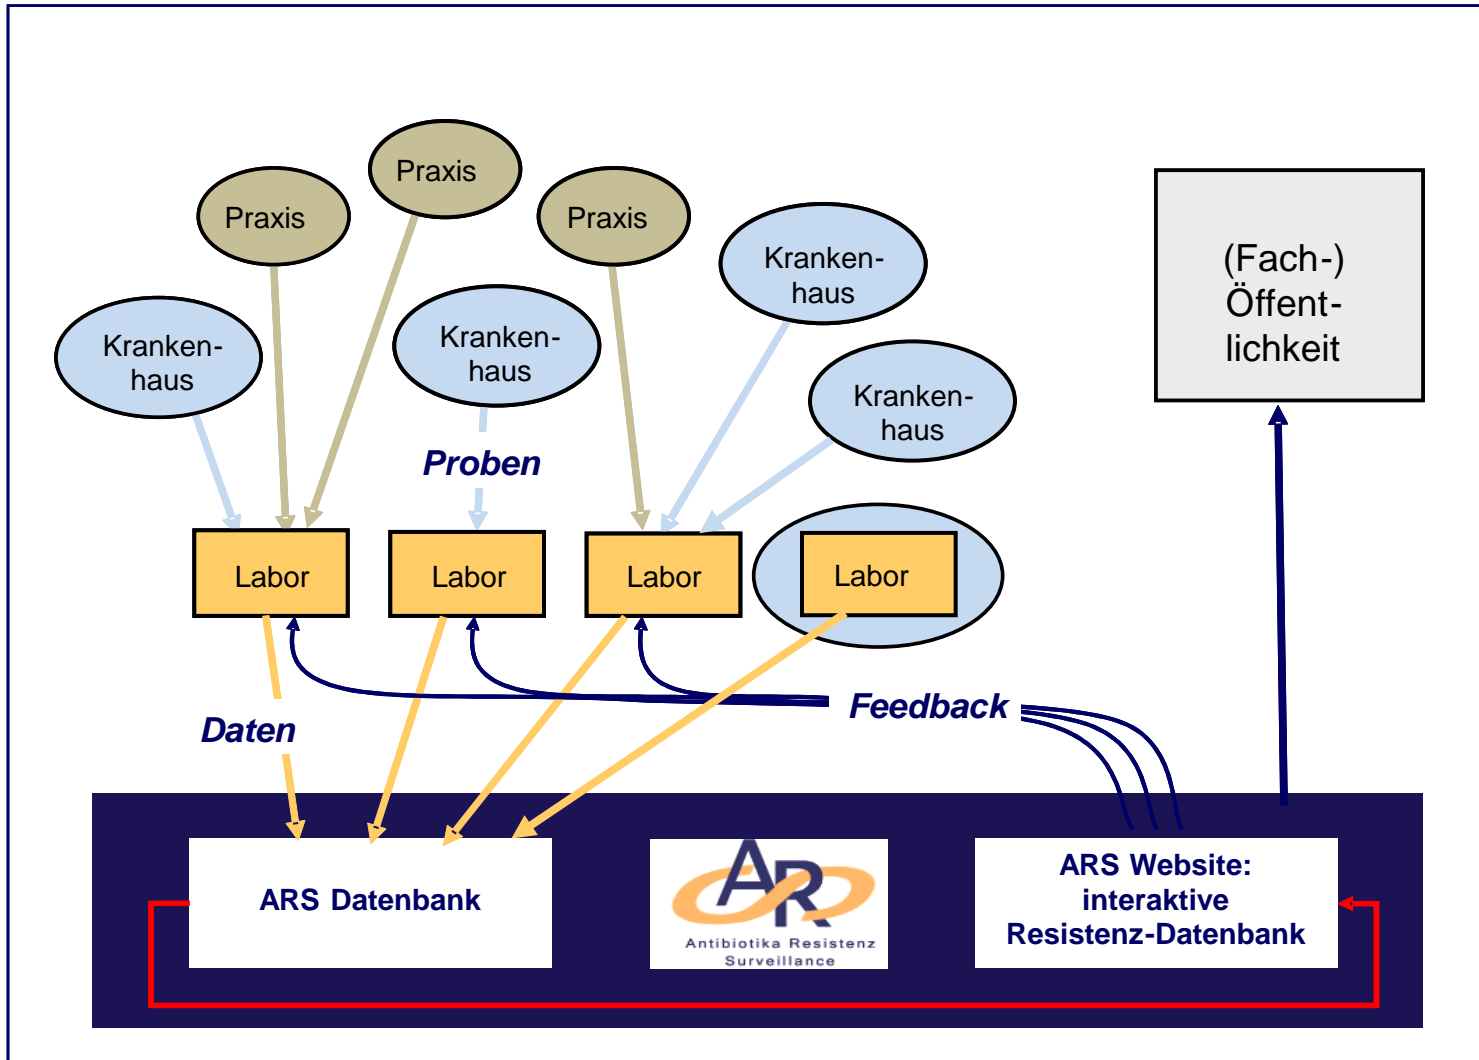 Praxis
Praxis
Praxis
Kranken-
haus
(Fach-)
Öffent-
lichkeit
Kranken-
haus
Kranken-
haus
Kranken-
haus
Proben
Labor
Labor
Labor
Labor
Daten
Feedback
ARS Datenbank
AR
Antibiotika Resistenz
Surveillance
ARS Website:
interaktive
Resistenz-Datenbank